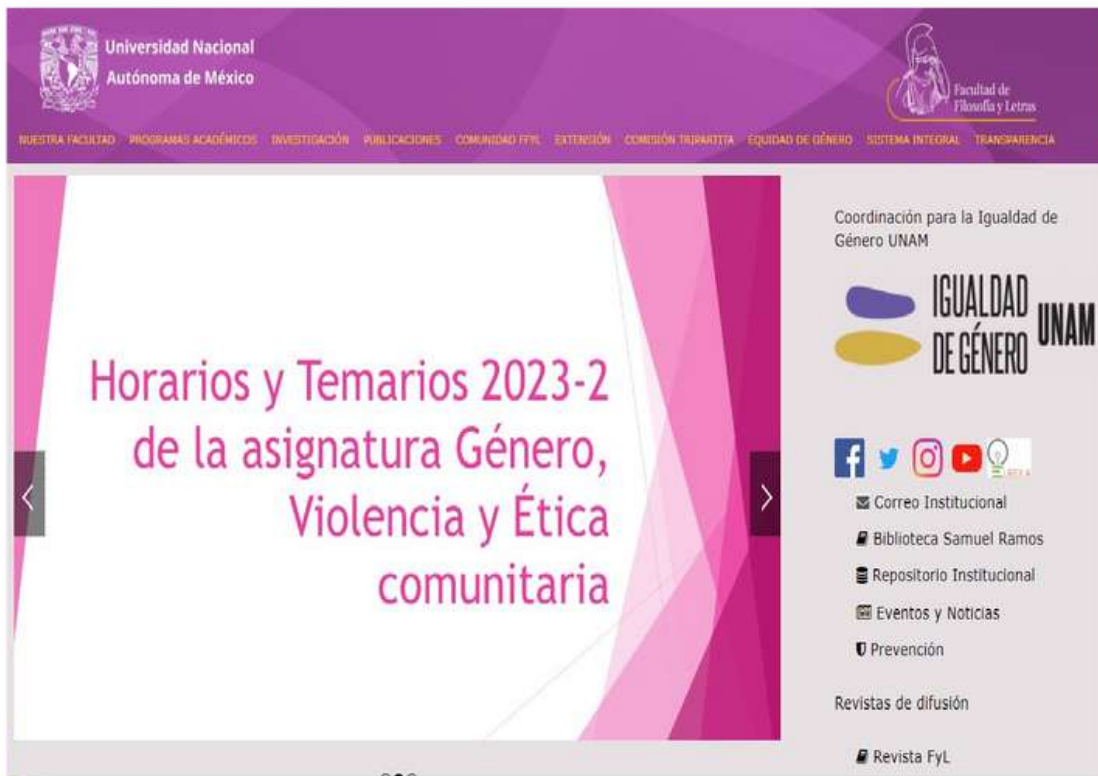 Universidad Nacional
Autónoma de México
Facultad de
Filosofía y Letras
NUESTRA FACULTAD PROGRAMAS ACADÉMICOS INVESTIGACIÓN PUBLICACIONES COMUNIDAD FFYL EXTENSIÓN COMISIÓN TRIPARTITA EQUIDAD DE GÉNERO SISTEMA INTEGRAL TRANSPARENCIA
Horarios y Temarios 2023-2
de la asignatura Género,
Violencia y Ética
comunitaria
Coordinación para la Igualdad de
Género UNAM
IGUALDAD
DE GÉNERO
UNAM
Correo Institucional
Biblioteca Samuel Ramos
Repositorio Institucional
Eventos y Noticias
Prevención
Revistas de difusión
Revista FyL